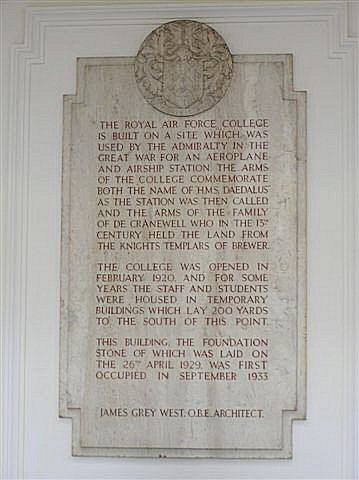 THE ROYAL AIR FORCE COLLEGE
IS BUILT ON A SITE WHICH WAS
USED BY THE ADMIRALTY IN THE
GREAT WAR FOR AN AEROPLANE
AND AIRSHIP STATION. THE ARMS
OF THE COLLEGE COMMEMORATE
BOTH THE NAME OF H.M.S. DAEDALUS
AS THE STATION WAS THEN CALLED
AND THE ARMS OF THE FAMILY
OF DE CRANEWELL WHO IN THE 13TH
CENTURY HELD THE LAND FROM
THE KNIGHTS TEMPLARS OF BREWER.
THE COLLEGE WAS OPENED IN
FEBRUARY 1920, AND FOR SOME
YEARS THE STAFF AND STUDENTS
WERE HOUSED IN TEMPORARY
BUILDINGS WHICH LAY 200 YARDS
TO THE SOUTH OF THIS POINT.
THIS BUILDING, THE FOUNDATION
STONE OF WHICH WAS LAID ON
THE 26TH APRIL 1929, WAS FIRST
OCCUPIED IN SEPTEMBER 1933
JAMES GREY WEST, O.B.E. ARCHITECT.